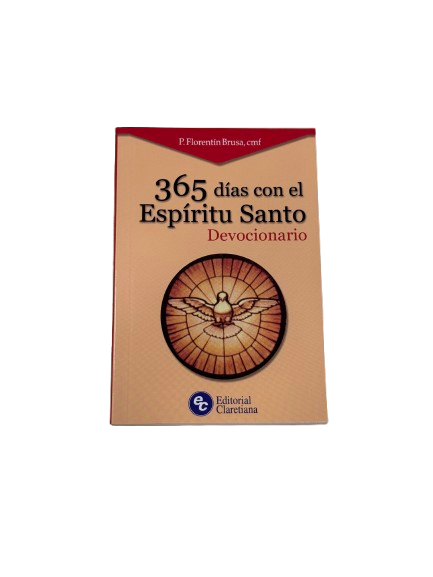 P. Florentín Brusa, cmf
365 días con el
Espíritu Santo
Devocionario
ec
Editorial
Claretiana